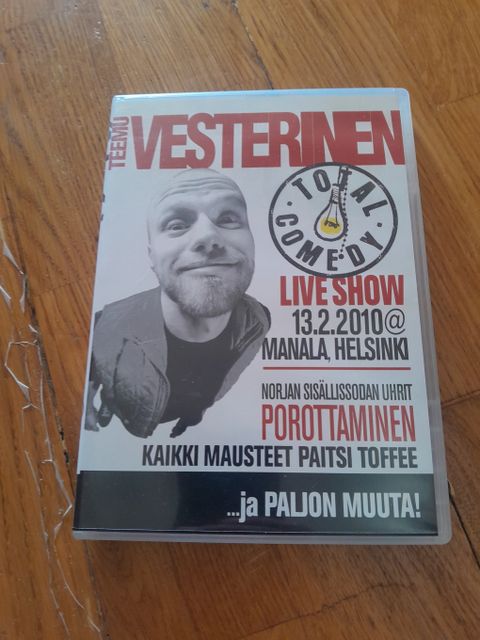 TEEMU
VESTERINEN
· TOTAL ·
COMEDY
LIVE SHOW
13.2.2010@
MANALA, HELSINKI
NORJAN SISÄLLISSODAN UHRIT
POROTTAMINEN
KAIKKI MAUSTEET PAITSI TOFFEE
...ja PALJON MUUTA!